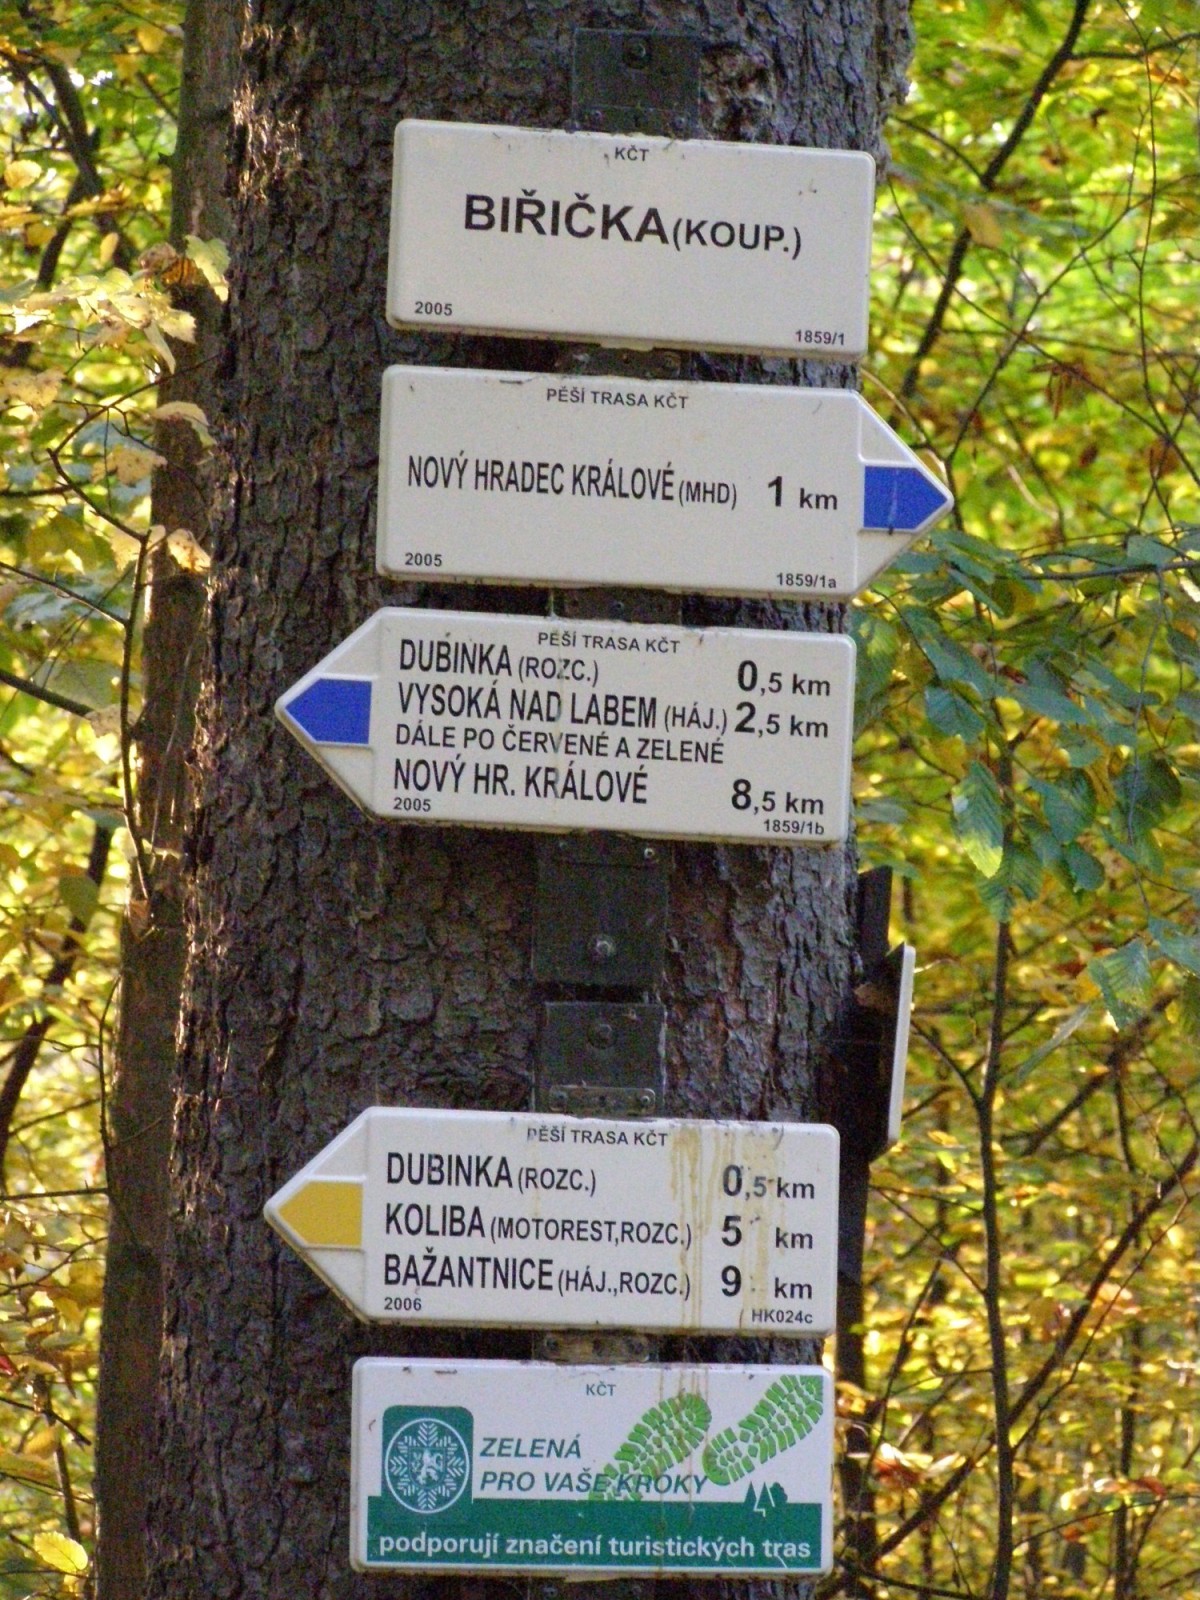 KČT
BIŘIČKA (KOUP.)
2005
1859/1
PĚŠÍ TRASA KČT
NOVÝ HRADEC KRÁLOVÉ (MHD) 1 km
2005
1859/1a
PĚŠÍ TRASA KČT
DUBINKA (ROZC.) 0,5 km
VYSOKÁ NAD LABEM (HÁJ.) 2,5 km
DÁLE PO ČERVENÉ A ZELENÉ
NOVÝ HR. KRÁLOVÉ 8,5 km
2005
1859/1b
PĚŠÍ TRASA KČT
DUBINKA (ROZC.) 0,5 km
KOLIBA (MOTOREST,ROZC.) 5 km
BAŽANTNICE (HÁJ.,ROZC.) 9 km
2006
HK024c
KČT
ZELENÁ
PRO VAŠE KROKY
podporují značení turistických tras